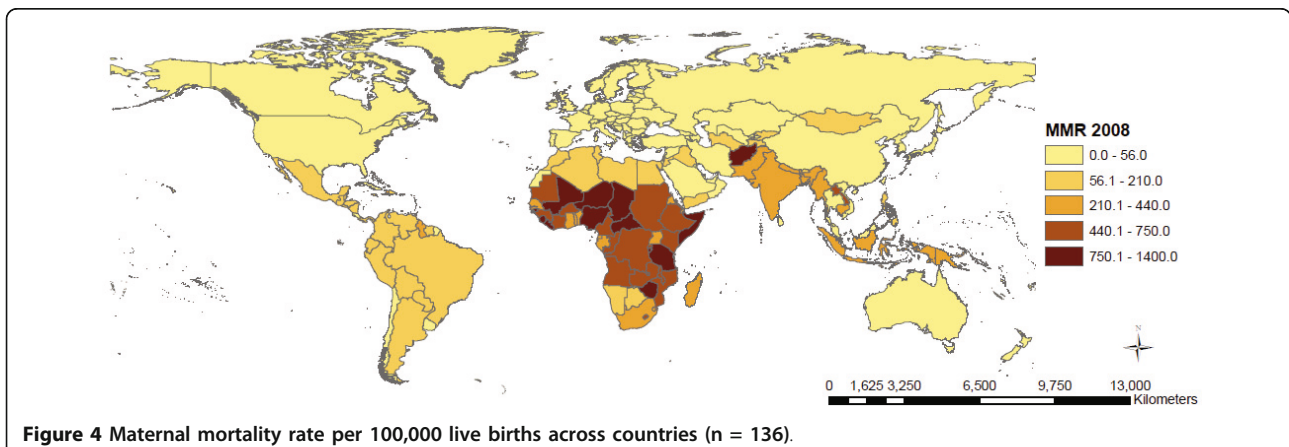 MMR 2008
0.0 - 56.0
56.1 - 210.0
210.1 - 440.0
440.1 - 750.0
750.1 - 1400.0
N
0 1,625 3,250 6,500 9,750 13,000
Kilometers
Figure 4 Maternal mortality rate per 100,000 live births across countries (n = 136).